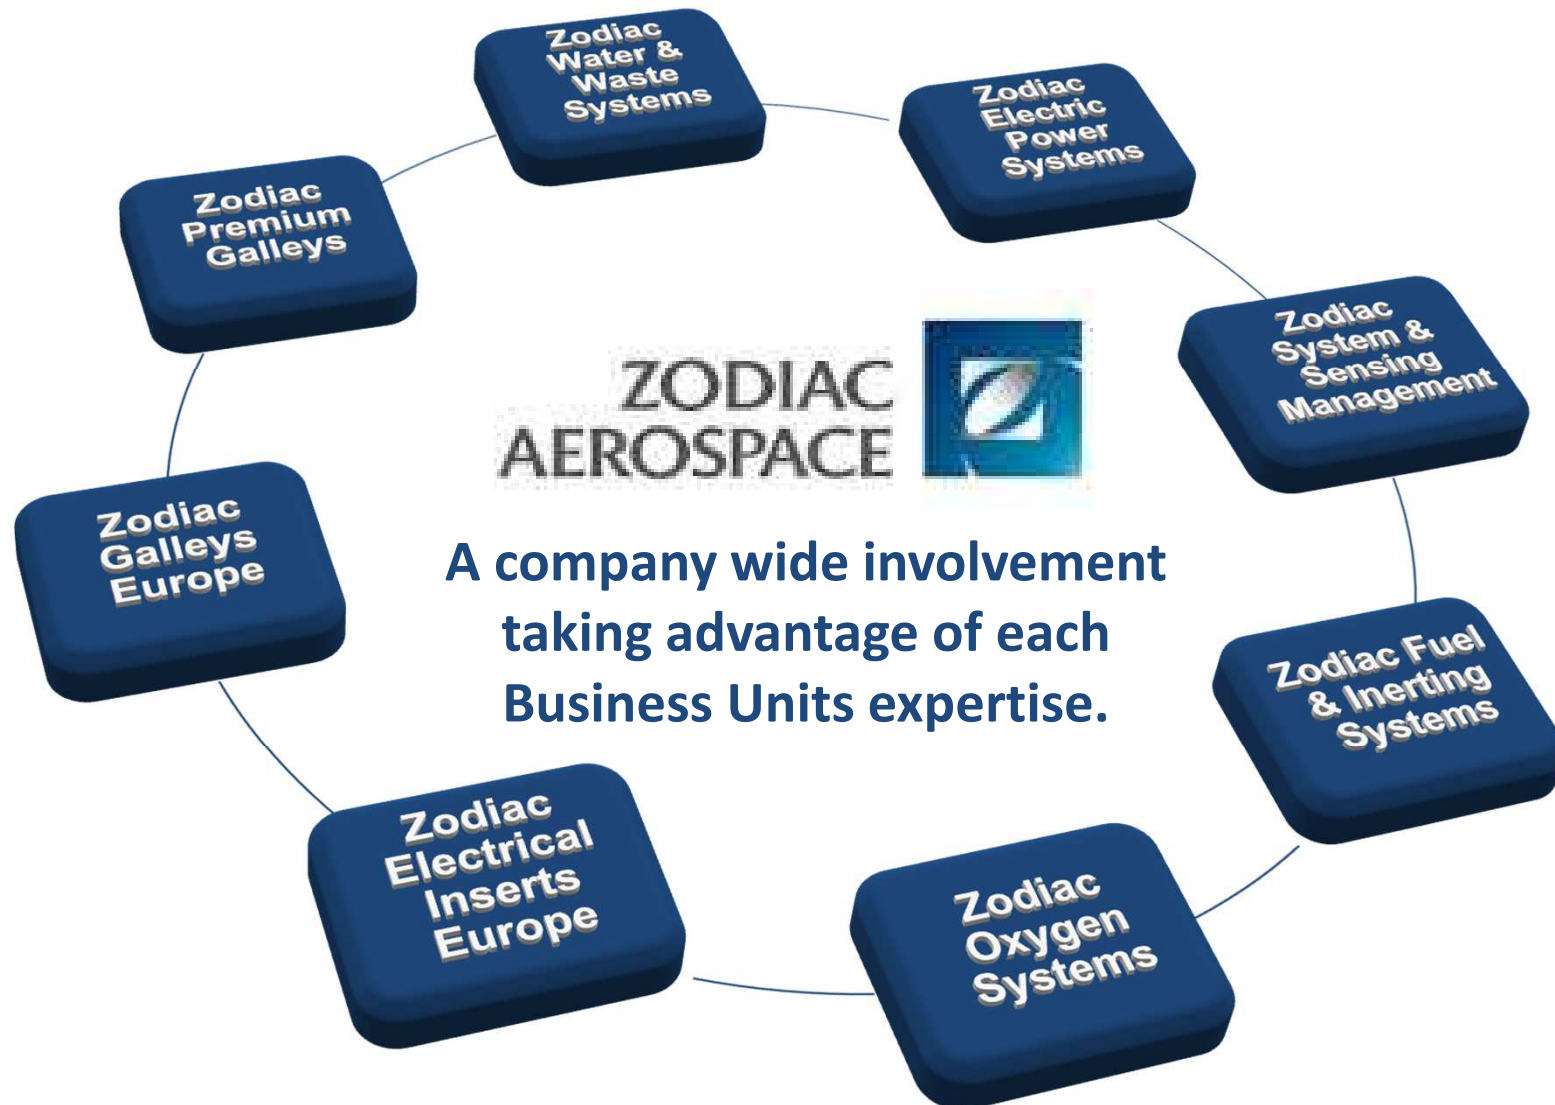 Zodiac
Water &
Waste
Systems
Zodiac
Electric
Power
Systems
Zodiac
Premium
Galleys
Zodiac
System &
Sensing
Management
ZODIAC
AEROSPACE
Zodiac
Galleys
Europe
A company wide involvement
taking advantage of each
Business Units expertise.
Zodiac Fuel
& Inerting
Systems
Zodiac
Electrical
Inserts
Europe
Zodiac
Oxygen
Systems